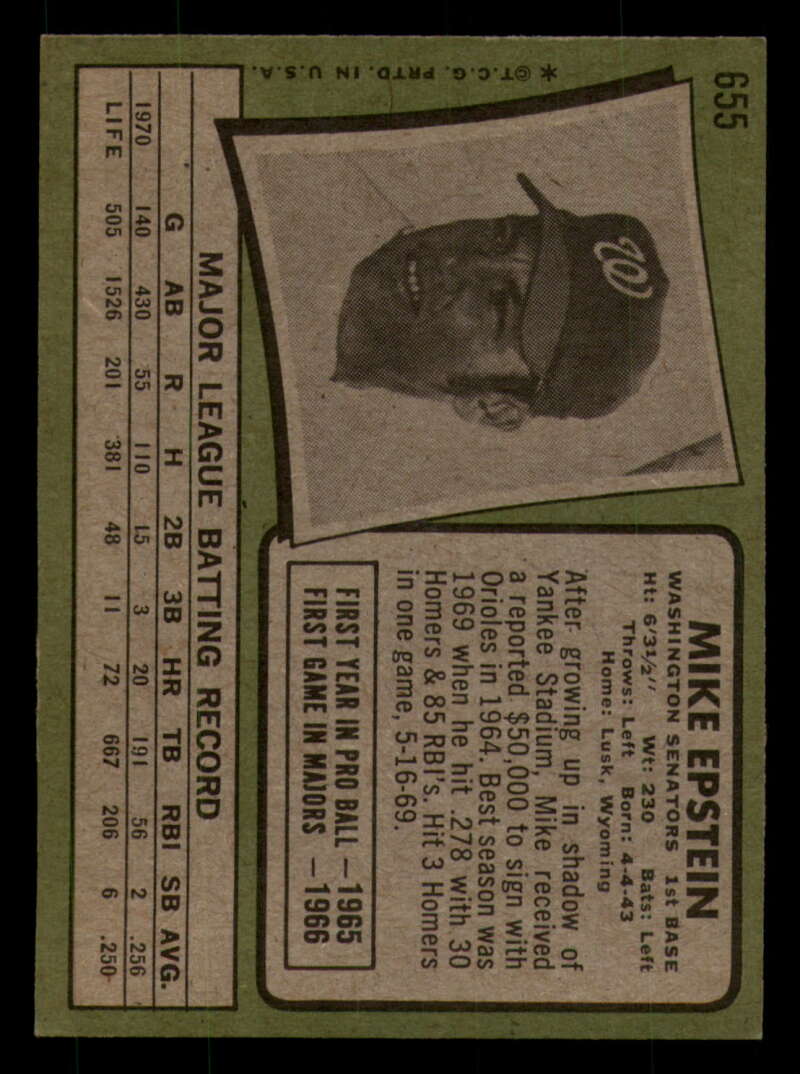 655
* ©T.C.G. PRTD. IN U.S.A.
W
MIKE EPSTEIN
WASHINGTON SENATORS 1st BASE
Ht: 6'3½" Wt: 230 Bats: Left
Throws: Left Born: 4-4-43
Home: Lusk, Wyoming
After growing up in shadow of
Yankee Stadium, Mike received
a reported $50,000 to sign with
Orioles in 1964. Best season was
1969 when he hit .278 with 30
Homers & 85 RBI's. Hit 3 Homers
in one game, 5-16-69.
FIRST YEAR IN PRO BALL — 1965
FIRST GAME IN MAJORS — 1966
MAJOR LEAGUE BATTING RECORD
G AB R H 2B 3B HR TB RBI SB AVG.
1970 140 430 55 110 15 3 20 191 56 2 .256
LIFE 505 1526 201 381 48 11 72 667 206 6 .250